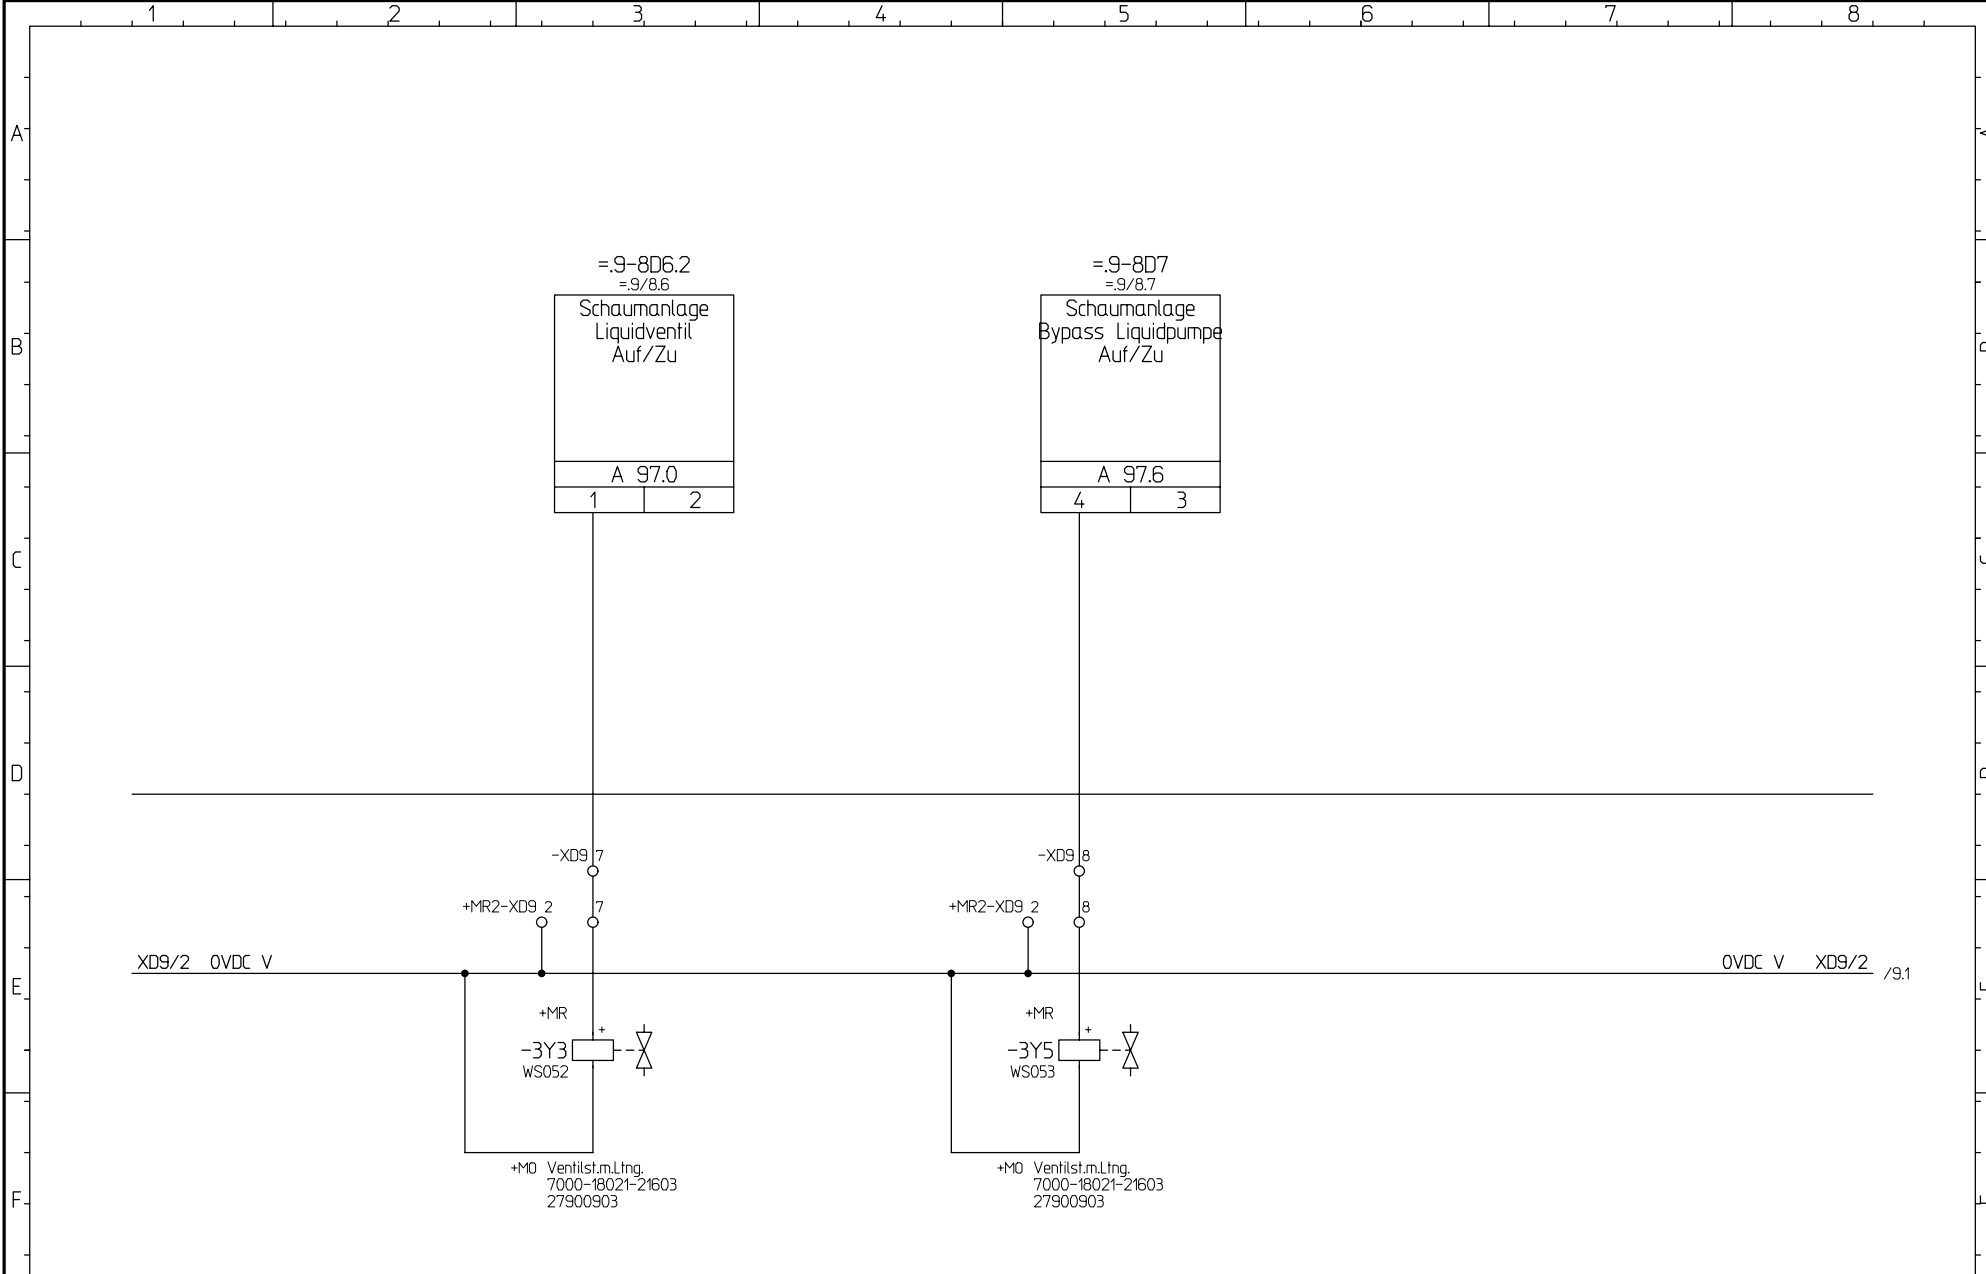 1 2 3 4 5 6 7 8
A
=.9-8D6.2 =.9-8D7
=.9/8.6 =.9/8.7
Schaumanlage Schaumanlage
Liquidventil Bypass Liquidpumpe
B
Auf/Zu Auf/Zu
A 97.0 A 97.6
1 2 4 3
C
D
-XD9 7 -XD9 8
+MR2-XD9 2 7 +MR2-XD9 2 8
XD9/2 0VDC V 0VDC V XD9/2 /9.1
E
+MR +MR
+ +
-3Y3 -3Y5
WS052 WS053
+M0 Ventilst.m.Ltng. +M0 Ventilst.m.Ltng.
7000-18021-21603 7000-18021-21603
F 27900903 27900903